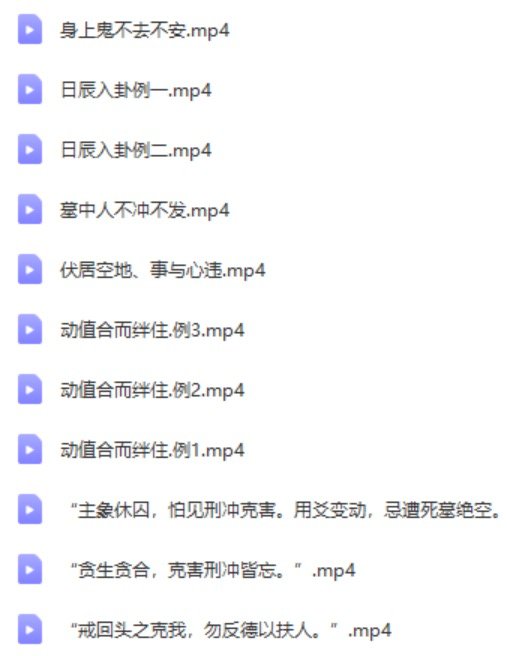 身上鬼不去不安.mp4
日辰入卦例一.mp4
日辰入卦例二.mp4
墓中人不冲不发.mp4
伏居空地、事与心违.mp4
动值合而绊住.例3.mp4
动值合而绊住.例2.mp4
动值合而绊住.例1.mp4
“主象休囚，怕见刑冲克害。用爻变动，忌遭死墓绝空。
“贪生贪合，克害刑冲皆忘。”.mp4
“戒回头之克我，勿反德以扶人。”.mp4